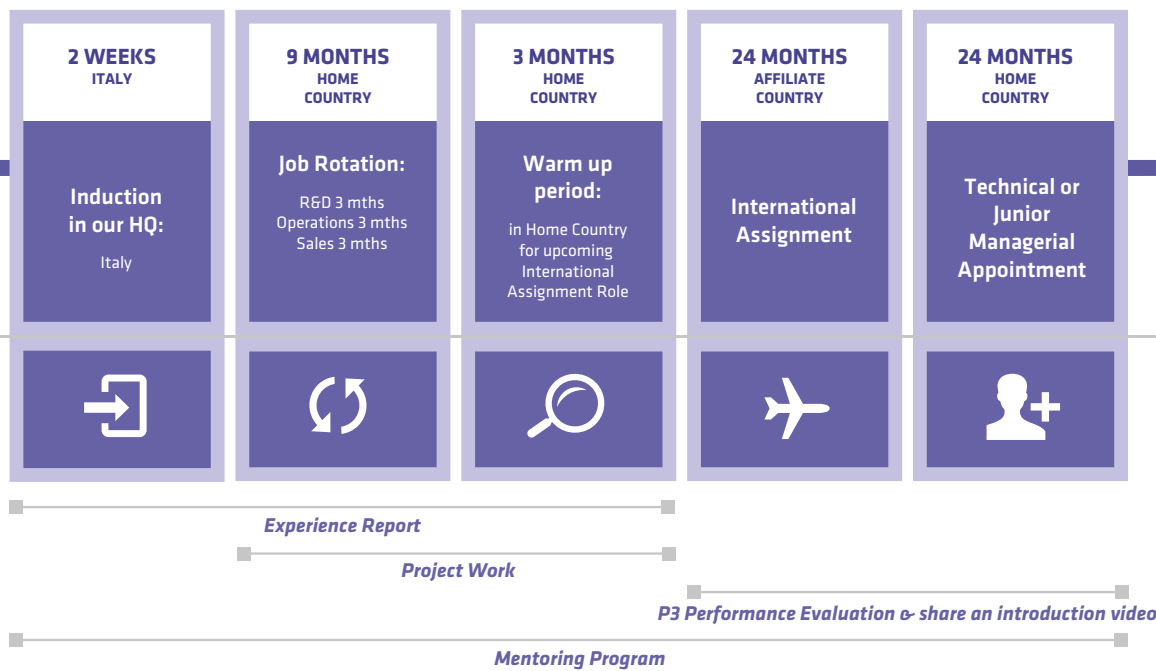 2 WEEKS
ITALY
Induction
in our HQ:
Italy
9 MONTHS
HOME
COUNTRY
Job Rotation:
R&D 3 mths
Operations 3 mths
Sales 3 mths
3 MONTHS
HOME
COUNTRY
Warm up
period:
in Home Country
for upcoming
International
Assignment Role
24 MONTHS
AFFILIATE
COUNTRY
International
Assignment
24 MONTHS
HOME
COUNTRY
Technical or
Junior
Managerial
Appointment
Experience Report
Project Work
P3 Performance Evaluation & share an introduction video
Mentoring Program